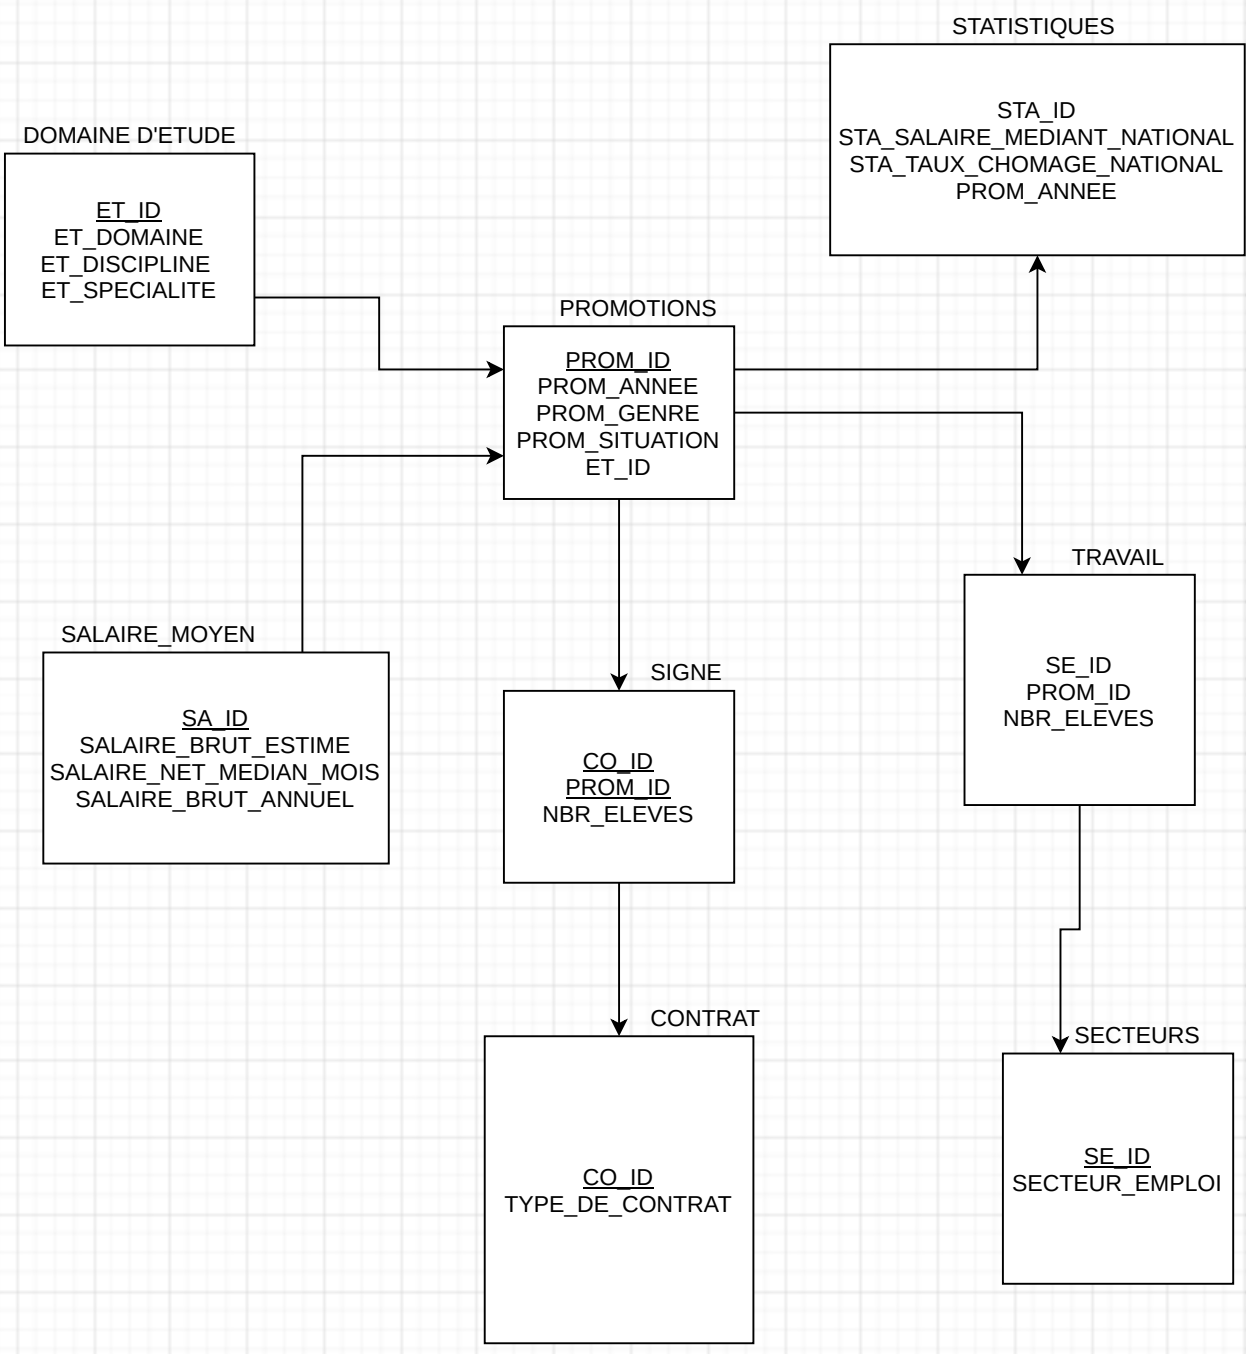 STATISTIQUES
STA_ID
STA_SALAIRE_MEDIANT_NATIONAL
STA_TAUX_CHOMAGE_NATIONAL
PROM_ANNEE
DOMAINE D'ETUDE
ET_ID
ET_DOMAINE
ET_DISCIPLINE
ET_SPECIALITE
PROMOTIONS
PROM_ID
PROM_ANNEE
PROM_GENRE
PROM_SITUATION
ET_ID
TRAVAIL
SE_ID
PROM_ID
NBR_ELEVES
SALAIRE_MOYEN
SA_ID
SALAIRE_BRUT_ESTIME
SALAIRE_NET_MEDIAN_MOIS
SALAIRE_BRUT_ANNUEL
SIGNE
CO_ID
PROM_ID
NBR_ELEVES
CONTRAT
CO_ID
TYPE_DE_CONTRAT
SECTEURS
SE_ID
SECTEUR_EMPLOI